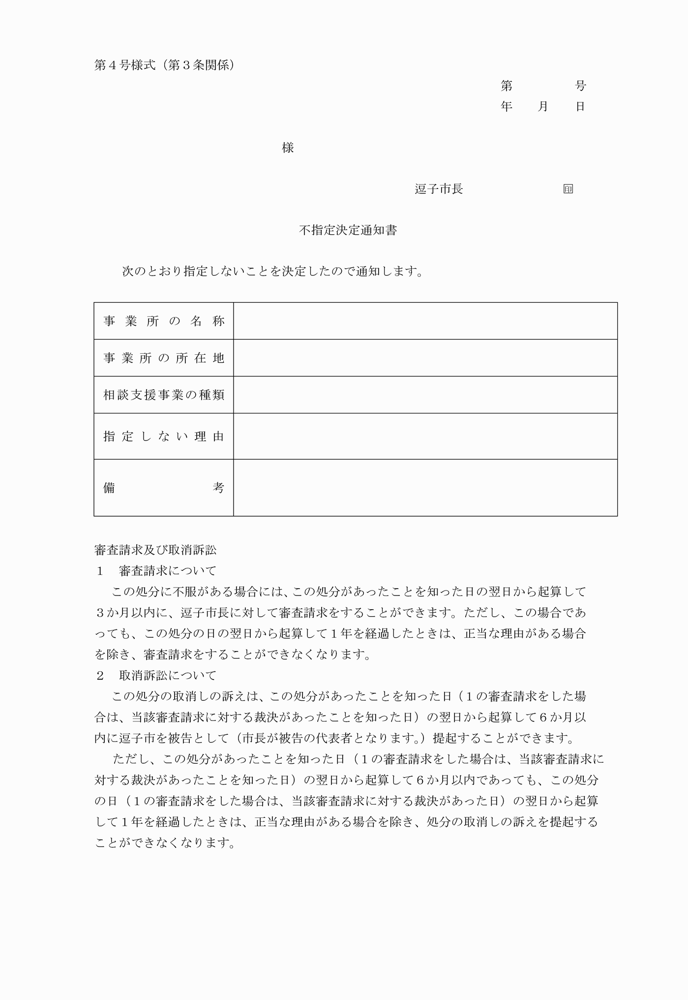 第４号様式（第３条関係）
第　　　　　号
年　　月　　日
様
逗子市長　　　　　　　　㊞
不指定決定通知書
次のとおり指定しないことを決定したので通知します。
事業所の名称
事業所の所在地
相談支援事業の種類
指定しない理由
備考
審査請求及び取消訴訟
１　審査請求について
この処分に不服がある場合には、この処分があったことを知った日の翌日から起算して
３か月以内に、逗子市長に対して審査請求をすることができます。ただし、この場合であ
っても、この処分の日の翌日から起算して１年を経過したときは、正当な理由がある場合
を除き、審査請求をすることができなくなります。
２　取消訴訟について
この処分の取消しの訴えは、この処分があったことを知った日（１の審査請求をした場
合は、当該審査請求に対する裁決があったことを知った日）の翌日から起算して６か月以
内に逗子市を被告として（市長が被告の代表者となります。）提起することができます。
ただし、この処分があったことを知った日（１の審査請求をした場合は、当該審査請求に
対する裁決があったことを知った日）の翌日から起算して６か月以内であっても、この処分
の日（１の審査請求をした場合は、当該審査請求に対する裁決があった日）の翌日から起算
して１年を経過したときは、正当な理由がある場合を除き、処分の取消しの訴えを提起する
ことができなくなります。